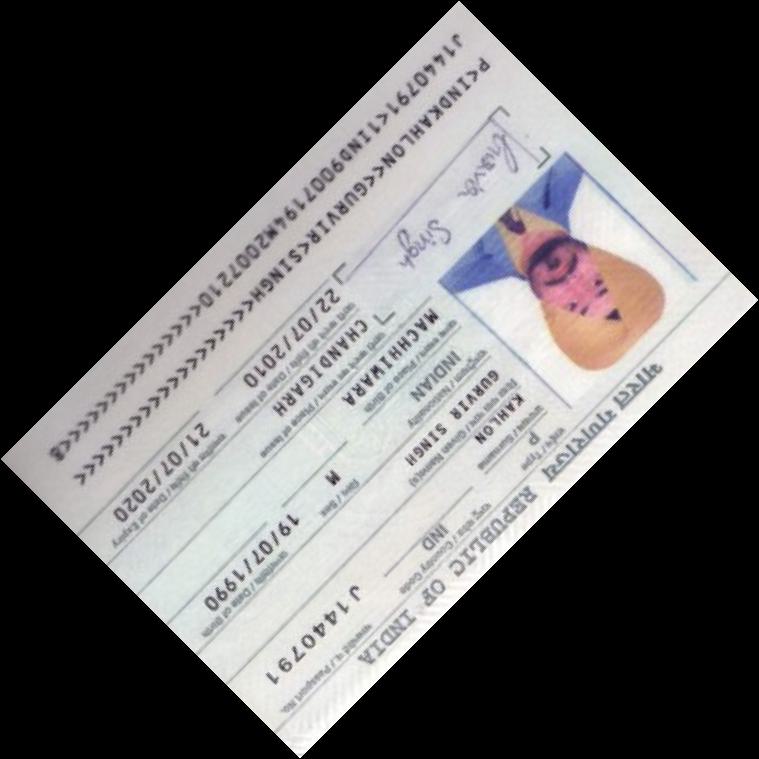 भारत गणराज्य REPUBLIC OF INDIA
टाइप / Type
P
राष्ट्र कोड / Country Code
IND
पासपोर्ट नं. / Passport No.
J1440791
उपनाम / Surname
KAHLON
दिया गया नाम / Given Name(s)
GURVIR SINGH
राष्ट्रीयता / Nationality
INDIAN
लिंग / Sex
M
जन्मतिथि / Date of Birth
19/07/1990
जन्म स्थान / Place of Birth
MACHHIWARA
जारी करने का स्थान / Place of Issue
CHANDIGARH
जारी करने की तिथि / Date of Issue
22/07/2010
समाप्ति की तिथि / Date of Expiry
21/07/2020
Singh
P<INDKAHLON<<GURVIR<SINGH<<<<<<<<<<<<<<<<<<<
J1440791<1IND9007194M2007210<<<<<<<<<<<<<<<8